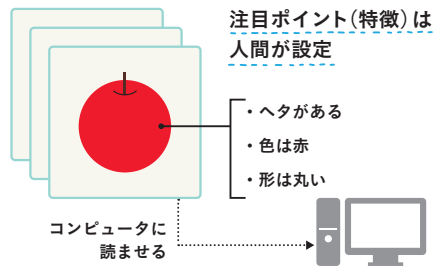 注目ポイント（特徴）は
人間が設定
・ヘタがある
・色は赤
・形は丸い
コンピュータに
読ませる